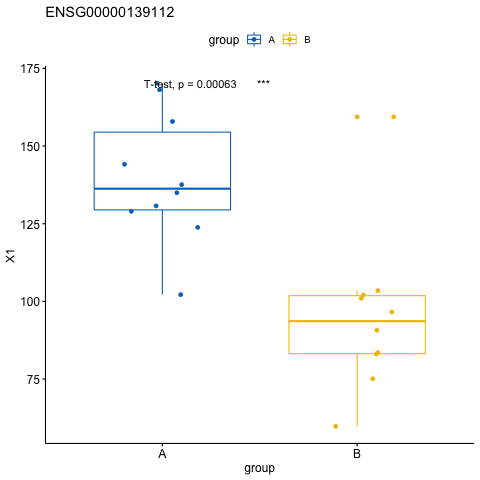 ENSG00000139112
group A B
T-test, p = 0.00063 ***
175
150
125
100
75
X1
A B
group